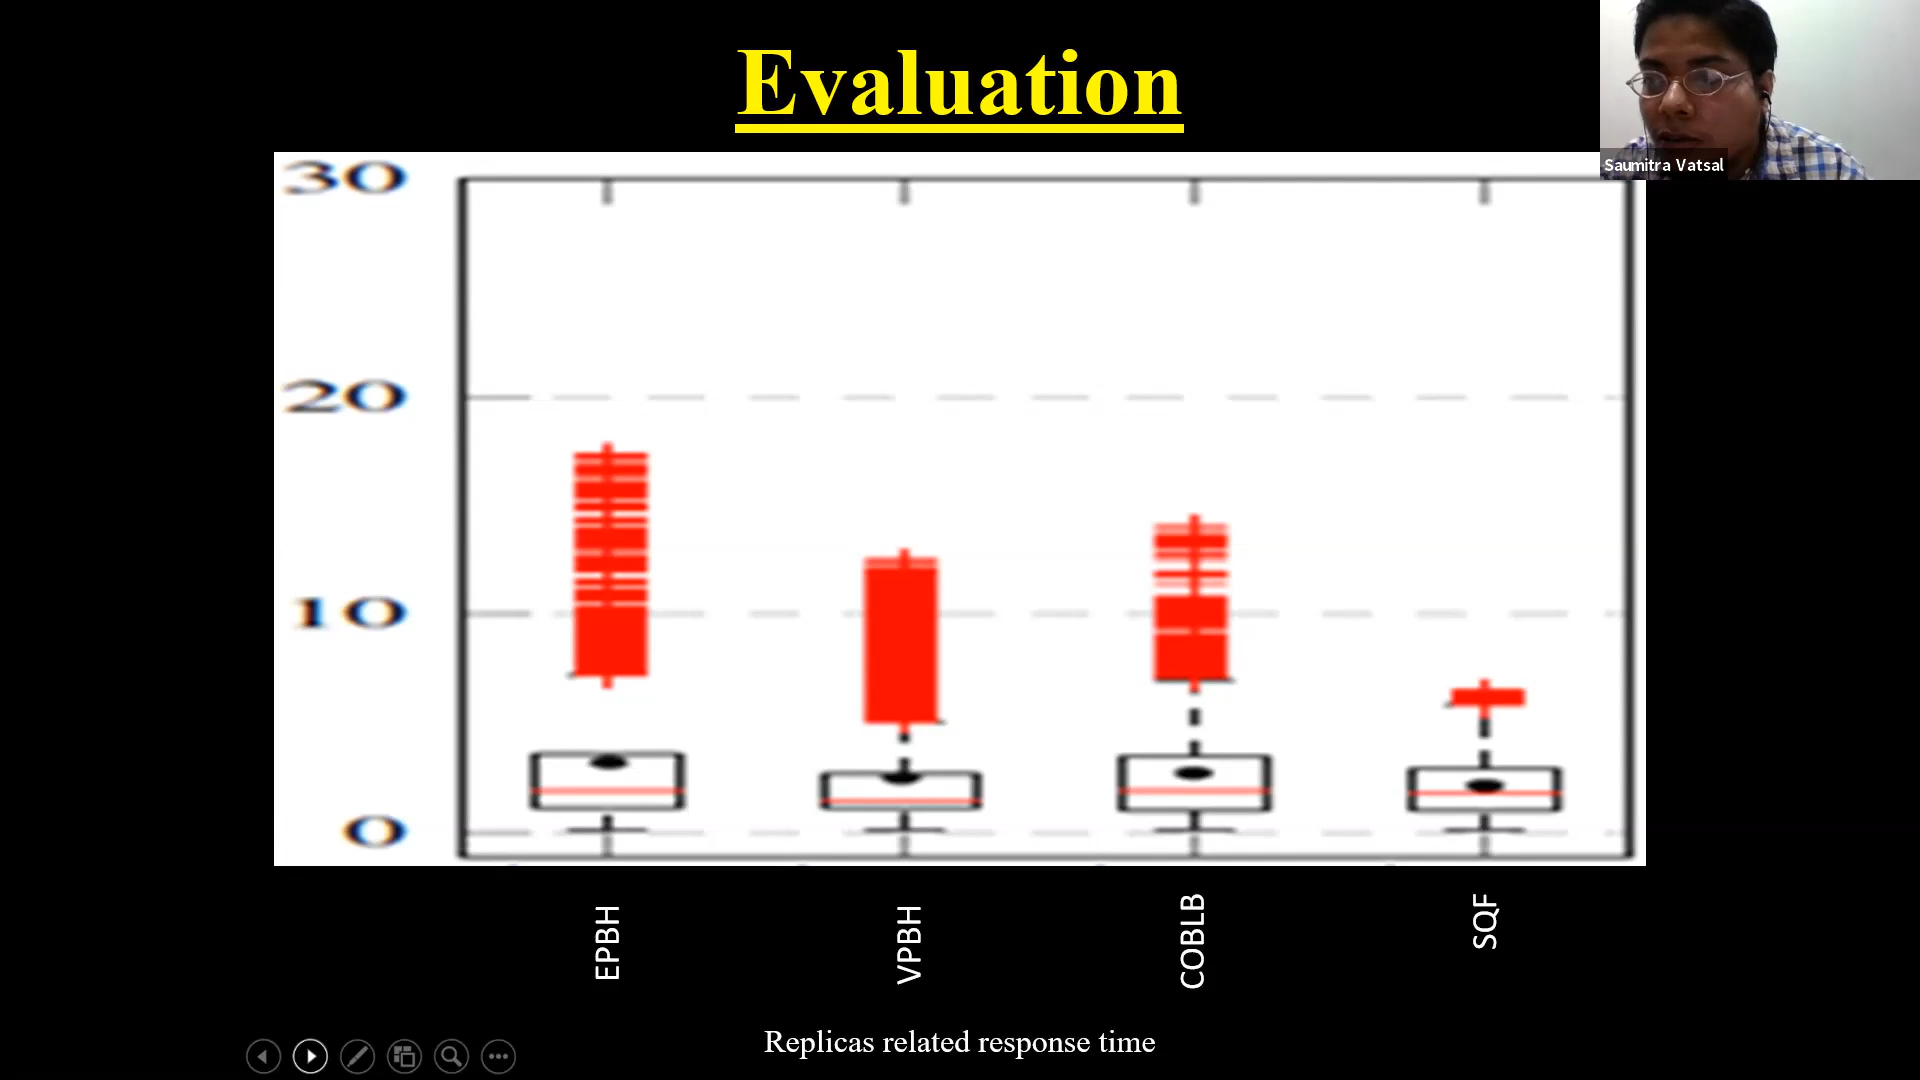 Evaluation
Saumitra Vatsal
30
20
10
0
EPBH
VPBH
COBLB
SQF
Replicas related response time